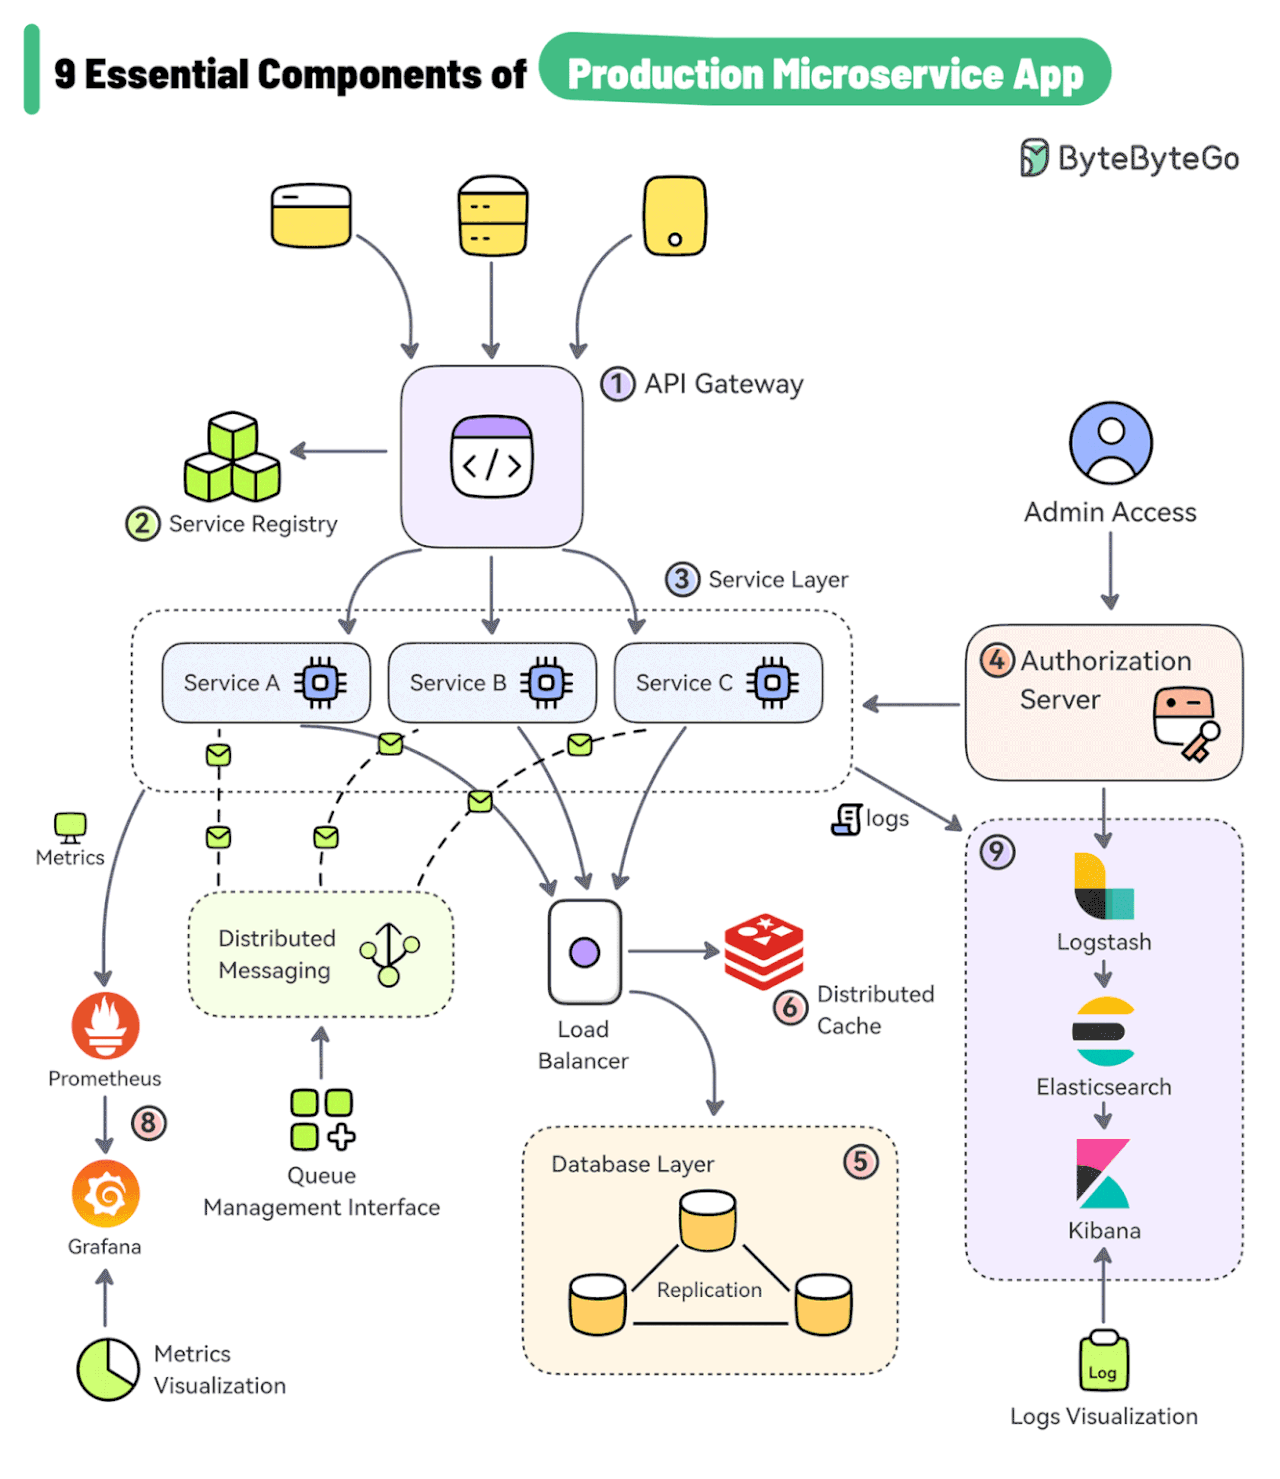 9 Essential Components of Production Microservice App
ByteByteGo
1 API Gateway
2 Service Registry
Admin Access
3 Service Layer
Service A
Service B
Service C
4 Authorization
Server
Metrics
logs
9
Distributed
Messaging
Logstash
Load
Balancer
6 Distributed
Cache
Prometheus
8
Elasticsearch
Queue
Management Interface
Database Layer
5
Kibana
Grafana
Replication
Metrics
Visualization
Log
Logs Visualization